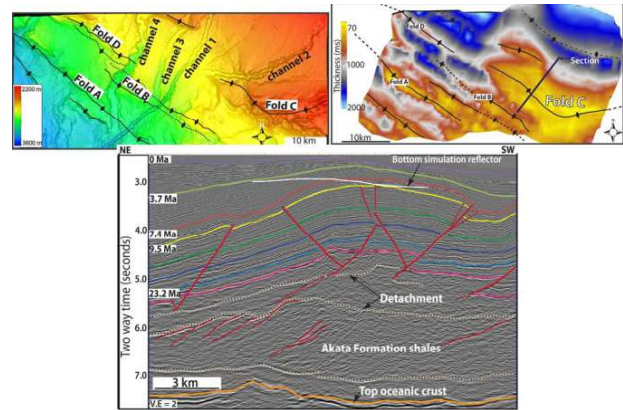 channel 4
channel 3
channel 1
channel 2
Fold D
Fold A
Fold B
Fold C
2200 m
3600 m
10 km
Thickness (ms)
70
2000
Fold D
Fold A
Fold B
Section
Fold C
10km
NE
SW
0 Ma
Bottom simulation reflector
3.0
3.7 Ma
7.4 Ma
4.0
9.5 Ma
5.0
23.2 Ma
Detachment
6.0
Akata Formation shales
7.0
3 km
Top oceanic crust
V.E = 2
Two way time (seconds)